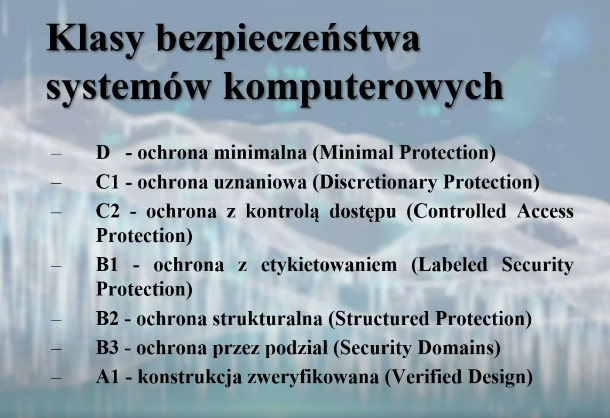 Klasy bezpieczeństwa
systemów komputerowych
– D - ochrona minimalna (Minimal Protection)
– C1 - ochrona uznaniowa (Discretionary Protection)
– C2 - ochrona z kontrolą dostępu (Controlled Access
Protection)
– B1 - ochrona z etykietowaniem (Labeled Security
Protection)
– B2 - ochrona strukturalna (Structured Protection)
– B3 - ochrona przez podzial (Security Domains)
– A1 - konstrukcja zweryfikowana (Verified Design)